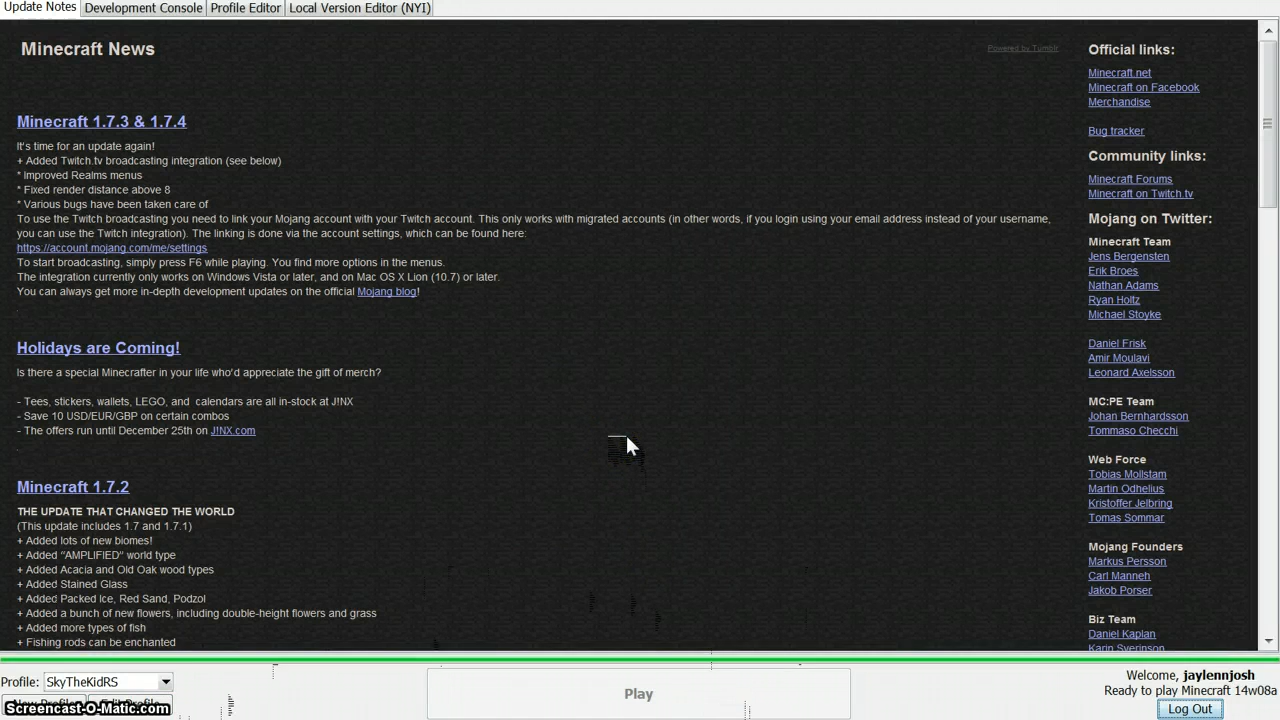 Update Notes
Development Console
Profile Editor
Local Version Editor (NYI)
Minecraft News
Powered by Tumblr
Minecraft 1.7.3 & 1.7.4
It's time for an update again!
+ Added Twitch.tv broadcasting integration (see below)
* Improved Realms menus
* Fixed render distance above 8
* Various bugs have been taken care of
To use the Twitch broadcasting you need to link your Mojang account with your Twitch account. This only works with migrated accounts (in other words, if you login using your email address instead of your username,
you can use the Twitch integration). The linking is done via the account settings, which can be found here:
https://account.mojang.com/me/settings
To start broadcasting, simply press F6 while playing. You find more options in the menus.
The integration currently only works on Windows Vista or later, and on Mac OS X Lion (10.7) or later.
You can always get more in-depth development updates on the official Mojang blog!
Holidays are Coming!
Is there a special Minecrafter in your life who'd appreciate the gift of merch?
- Tees, stickers, wallets, LEGO, and calendars are all in-stock at J!NX
- Save 10 USD/EUR/GBP on certain combos
- The offers run until December 25th on J!NX.com
Minecraft 1.7.2
THE UPDATE THAT CHANGED THE WORLD
(This update includes 1.7 and 1.7.1)
+ Added lots of new biomes!
+ Added "AMPLIFIED" world type
+ Added Acacia and Old Oak wood types
+ Added Stained Glass
+ Added Packed Ice, Red Sand, Podzol
+ Added a bunch of new flowers, including double-height flowers and grass
+ Added more types of fish
+ Fishing rods can be enchanted
Official links:
Minecraft.net
Minecraft on Facebook
Merchandise
Bug tracker
Community links:
Minecraft Forums
Minecraft on Twitch.tv
Mojang on Twitter:
Minecraft Team
Jens Bergensten
Erik Broes
Nathan Adams
Ryan Holtz
Michael Stoyke
Daniel Frisk
Amir Moulavi
Leonard Axelsson
MC:PE Team
Johan Bernhardsson
Tommaso Checchi
Web Force
Tobias Mollstam
Martin Odhelius
Kristoffer Jelbring
Tomas Sommar
Mojang Founders
Markus Persson
Carl Manneh
Jakob Porser
Biz Team
Daniel Kaplan
Karin Severinson
Profile: SkyTheKidRS
New Profile
Edit Profile
Screencast-O-Matic.com
Play
Welcome, jaylennjosh
Ready to play Minecraft 14w08a
Log Out